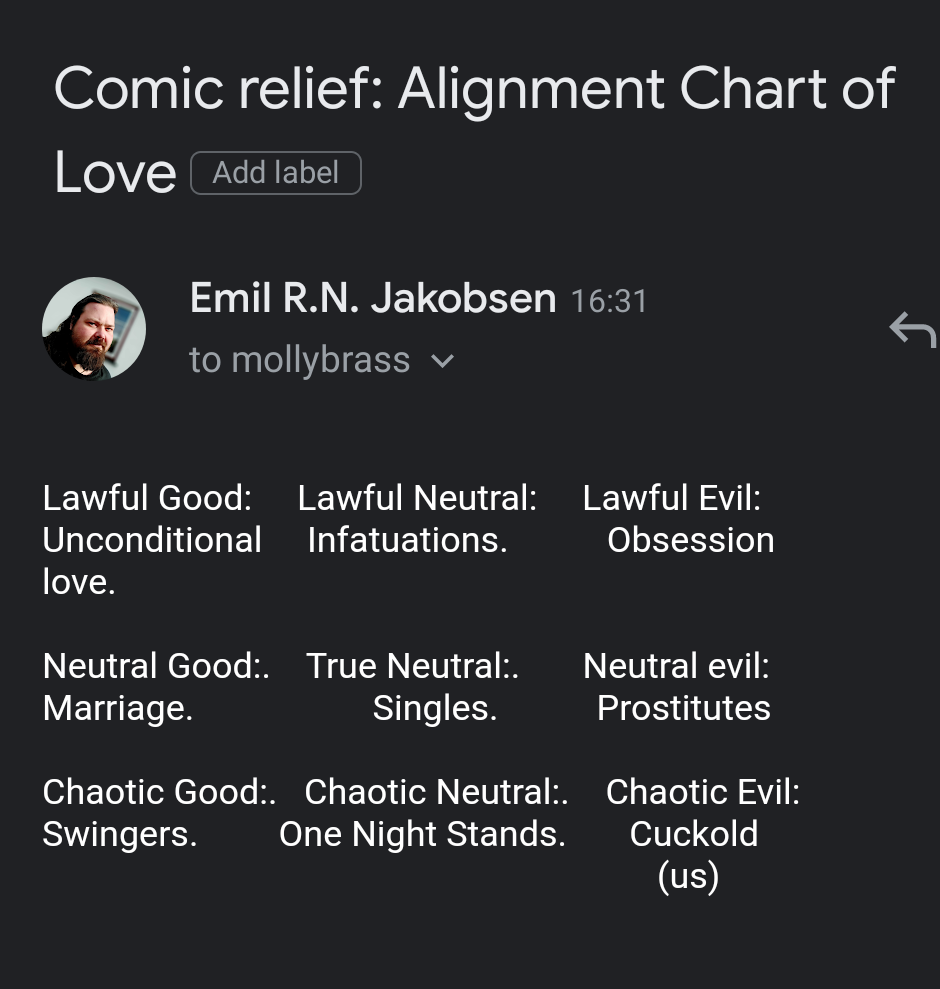 Comic relief: Alignment Chart of
Love Add label
Emil R.N. Jakobsen 16:31
to mollybrass
Lawful Good: Lawful Neutral: Lawful Evil:
Unconditional Infatuations. Obsession
love.
Neutral Good:. True Neutral:. Neutral evil:
Marriage. Singles. Prostitutes
Chaotic Good:. Chaotic Neutral:. Chaotic Evil:
Swingers. One Night Stands. Cuckold
(us)